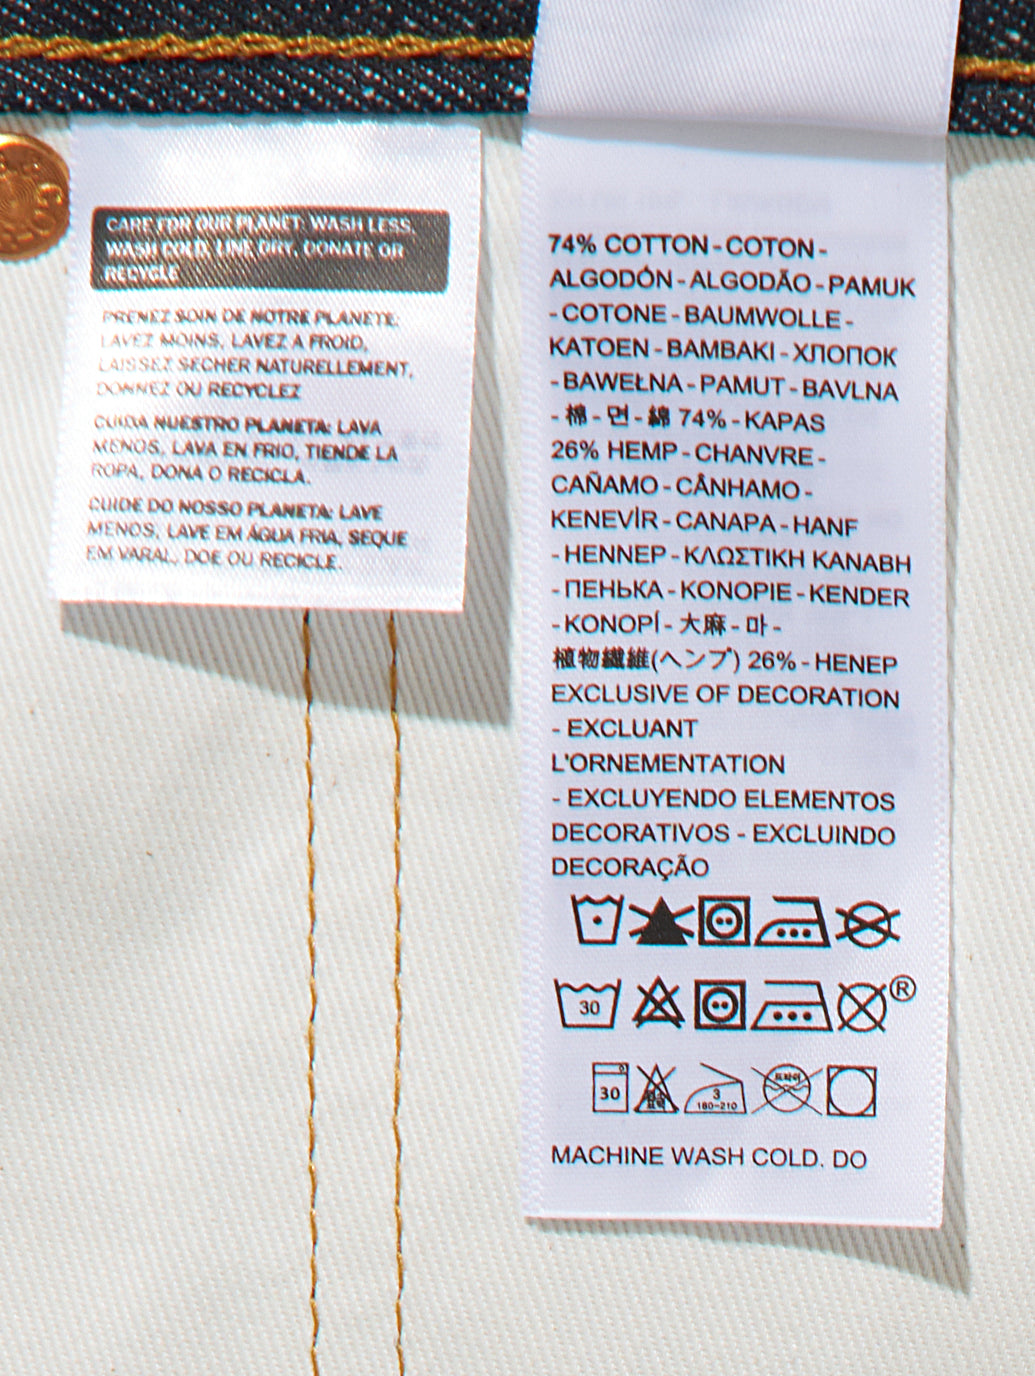 CO
CARE FOR OUR PLANET: WASH LESS,
WASH COLD, LINE DRY, DONATE OR
RECYCLE
PRENEZ SOIN DE NOTRE PLANETE:
LAVEZ MOINS, LAVEZ A FROID,
LAISSEZ SECHER NATURELLEMENT,
DONNEZ OU RECYCLEZ
CUIDA NUESTRO PLANETA: LAVA
MENOS, LAVA EN FRIO, TIENDE LA
ROPA, DONA O RECICLA.
CUIDE DO NOSSO PLANETA: LAVE
MENOS, LAVE EM ÁGUA FRIA, SEQUE
EM VARAL, DOE OU RECICLE.
74% COTTON - COTON -
ALGODÓN - ALGODÃO - PAMUK
- COTONE - BAUMWOLLE -
KATOEN - BAMBAKI - ХЛОПОК
- BAWEŁNA - PAMUT - BAVLNA
- 棉 - 면 - 綿 74% - KAPAS
26% HEMP - CHANVRE -
CAÑAMO - CÂNHAMO -
KENEVİR - CANAPA - HANF
- HENNEP - ΚΛΩΣΤΙΚΗ ΚΑΝΑΒΗ
- ПЕНЬКА - KONOPIE - KENDER
- KONOPÍ - 大麻 - 마 -
植物繊維(ヘンプ) 26% - HENEP
EXCLUSIVE OF DECORATION
- EXCLUANT
L'ORNEMENTATION
- EXCLUYENDO ELEMENTOS
DECORATIVOS - EXCLUINDO
DECORAÇÃO
30 ®
30 3 180~210
MACHINE WASH COLD. DO